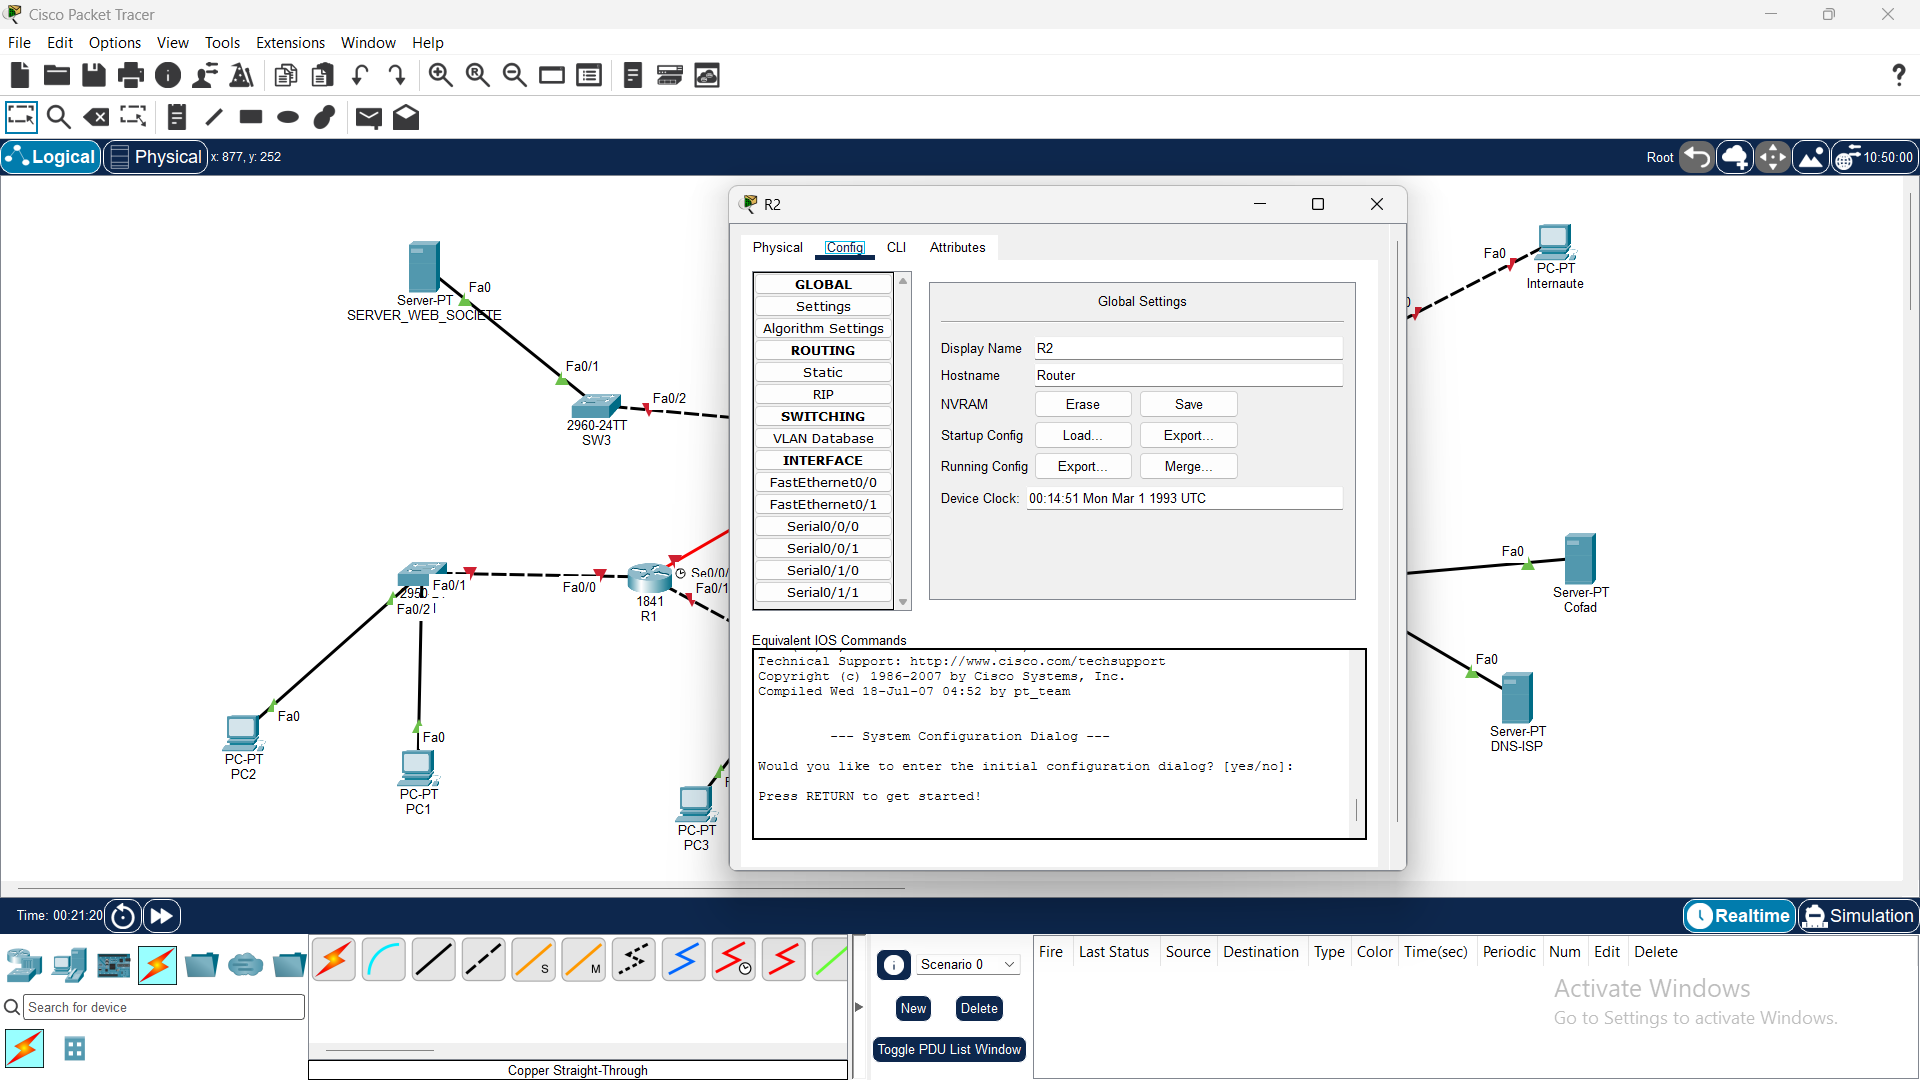 Cisco Packet Tracer
File Edit Options View Tools Extensions Window Help
Logical Physical x: 877, y: 252 Root 10:50:00
R2
Physical Config CLI Attributes
GLOBAL
Settings
Algorithm Settings
ROUTING
Static
RIP
SWITCHING
VLAN Database
INTERFACE
FastEthernet0/0
FastEthernet0/1
Serial0/0/0
Serial0/0/1
Serial0/1/0
Serial0/1/1
Global Settings
Display Name R2
Hostname Router
NVRAM Erase Save
Startup Config Load... Export...
Running Config Export... Merge...
Device Clock: 00:14:51 Mon Mar 1 1993 UTC
Equivalent IOS Commands
Technical Support: http://www.cisco.com/techsupport
Copyright (c) 1986-2007 by Cisco Systems, Inc.
Compiled Wed 18-Jul-07 04:52 by pt_team
--- System Configuration Dialog ---
Would you like to enter the initial configuration dialog? [yes/no]:
Press RETURN to get started!
Fa0
Server-PT
SERVER_WEB_SOCIETE
Fa0/1
Fa0/2
2960-24TT
SW3
Fa0/1
Fa0/2
Fa0/0
Se0/0/
Fa0/1
1841
R1
Fa0
PC-PT
PC2
Fa0
PC-PT
PC1
PC-PT
PC3
Fa0
PC-PT
Internaute
Fa0
Server-PT
Cofad
Fa0
Server-PT
DNS-ISP
Time: 00:21:20 Realtime Simulation
Search for device
Copper Straight-Through
Scenario 0
New Delete
Toggle PDU List Window
Fire Last Status Source Destination Type Color Time(sec) Periodic Num Edit Delete
Activate Windows
Go to Settings to activate Windows.